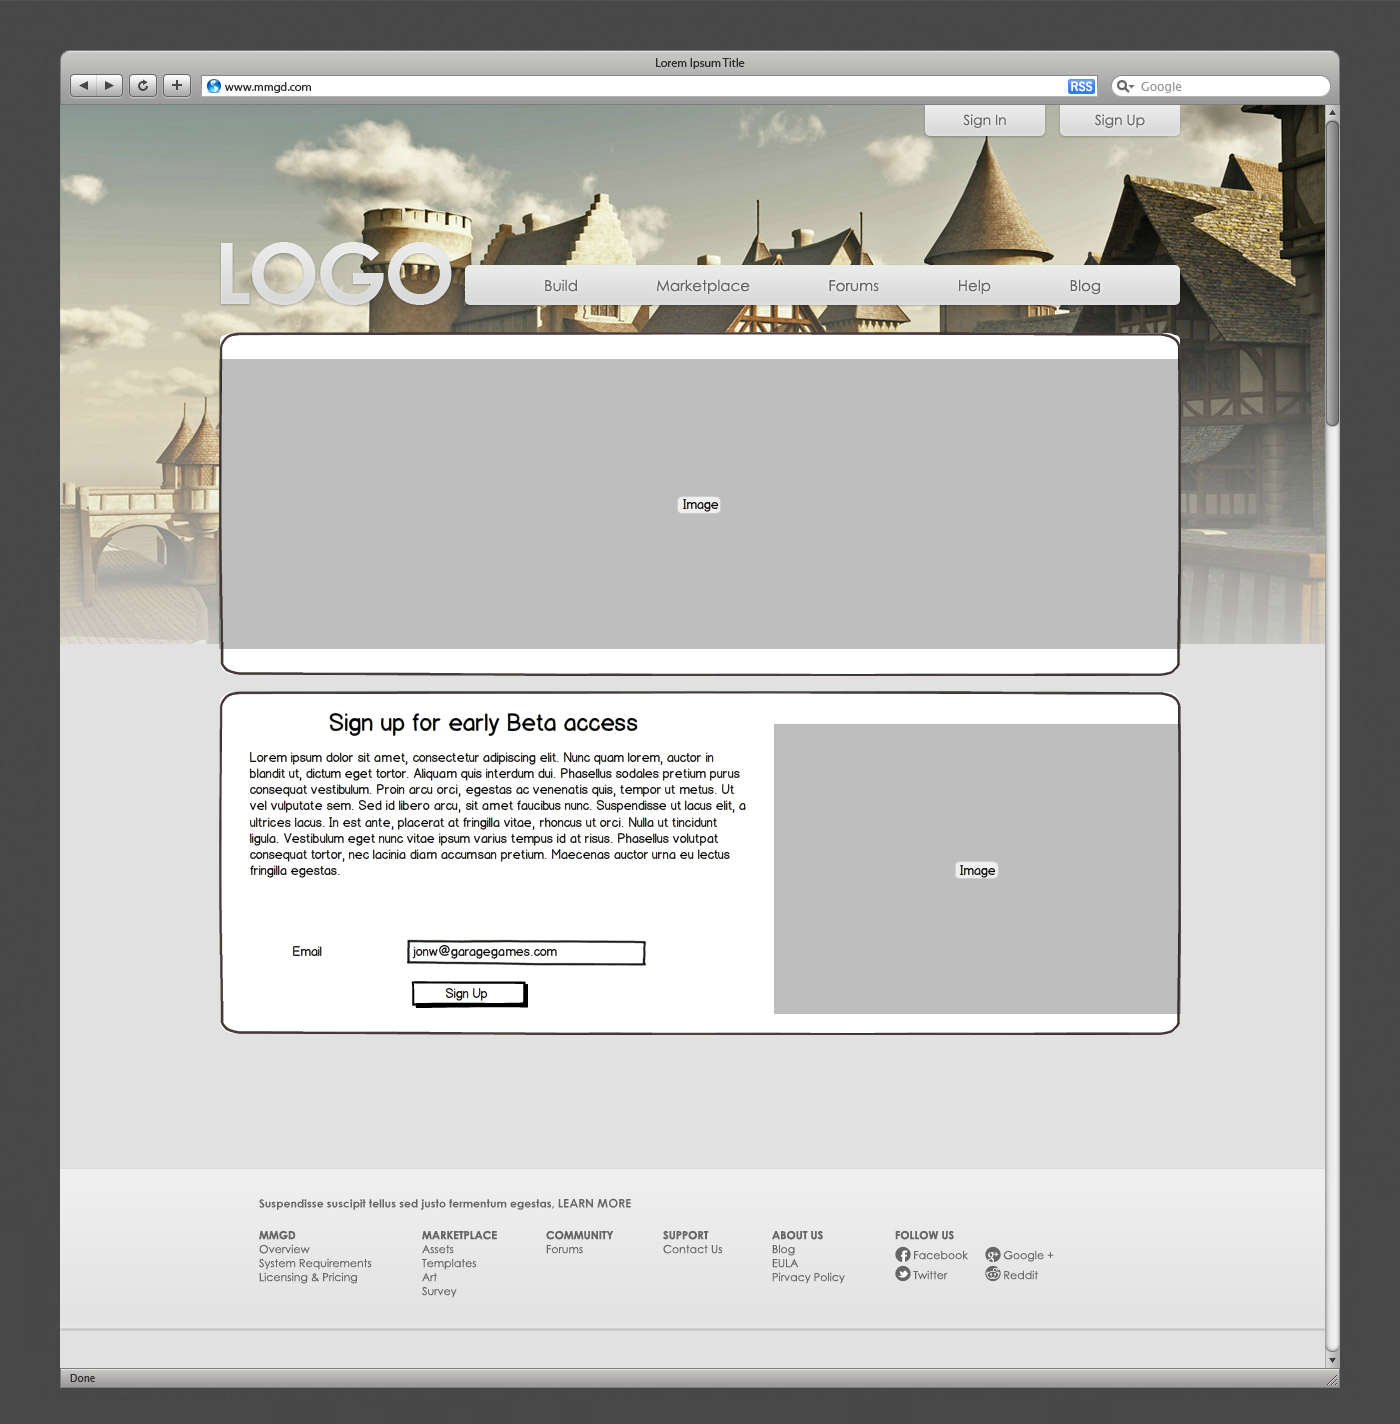 Lorem Ipsum Title
www.mmgd.com
RSS
Google
Sign In
Sign Up
LOGO
Build
Marketplace
Forums
Help
Blog
Image
Sign up for early Beta access
Lorem ipsum dolor sit amet, consectetur adipiscing elit. Nunc quam lorem, auctor in
blandit ut, dictum eget tortor. Aliquam quis interdum dui. Phasellus sodales pretium purus
consequat vestibulum. Proin arcu orci, egestas ac venenatis quis, tempor ut metus. Ut
vel vulputate sem. Sed id libero arcu, sit amet faucibus nunc. Suspendisse ut lacus elit, a
ultrices lacus. In est ante, placerat at fringilla vitae, rhoncus ut orci. Nulla ut tincidunt
ligula. Vestibulum eget nunc vitae ipsum varius tempus id at risus. Phasellus volutpat
consequat tortor, nec lacinia diam accumsan pretium. Maecenas auctor urna eu lectus
fringilla egestas.
Image
Email
jonw@garagegames.com
Sign Up
Suspendisse suscipit tellus sed justo fermentum egestas, LEARN MORE
MMGD
Overview
System Requirements
Licensing & Pricing
MARKETPLACE
Assets
Templates
Art
Survey
COMMUNITY
Forums
SUPPORT
Contact Us
ABOUT US
Blog
EULA
Pirvacy Policy
FOLLOW US
Facebook
Google +
Twitter
Reddit
Done